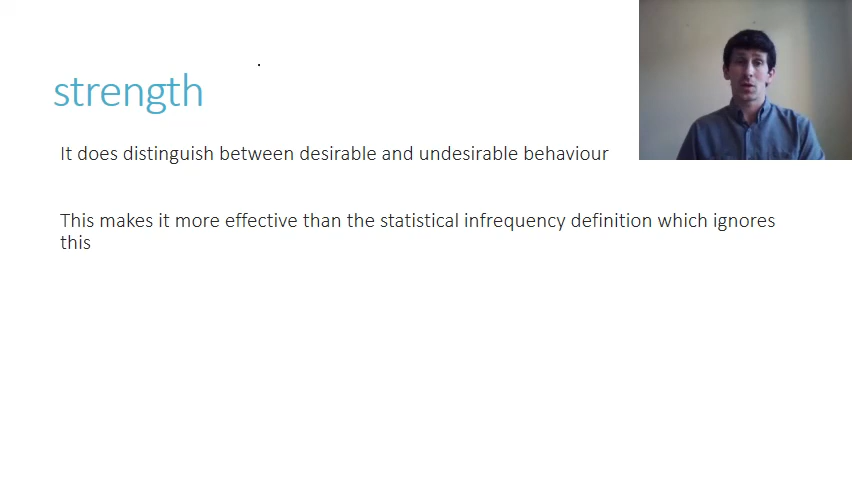 strength
It does distinguish between desirable and undesirable behaviour
This makes it more effective than the statistical infrequency definition which ignores
this